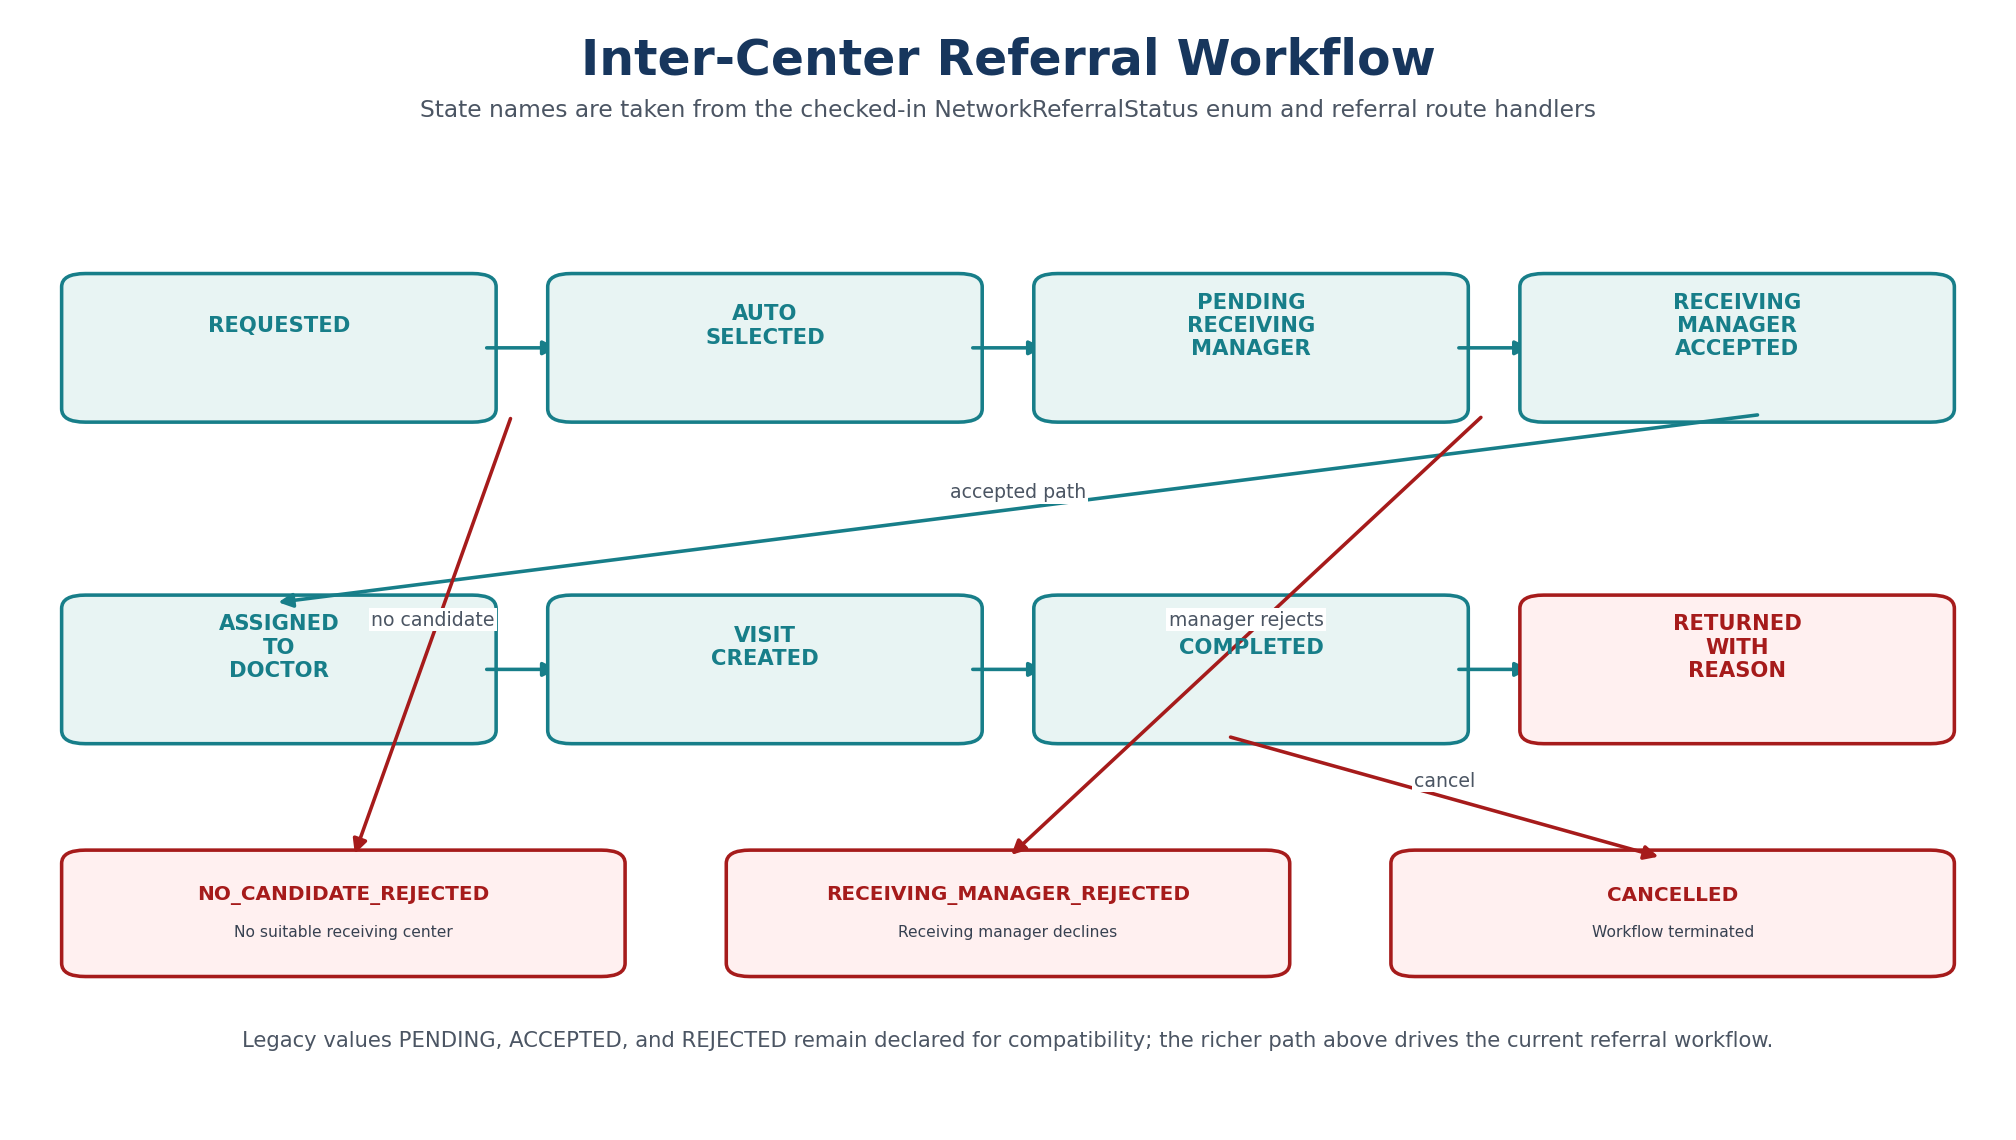 Inter-Center Referral Workflow
State names are taken from the checked-in NetworkReferralStatus enum and referral route handlers
REQUESTED
AUTO
SELECTED
PENDING
RECEIVING
MANAGER
RECEIVING
MANAGER
ACCEPTED
accepted path
ASSIGNED
TO
DOCTOR
no candidate
VISIT
CREATED
manager rejects
COMPLETED
RETURNED
WITH
REASON
cancel
NO_CANDIDATE_REJECTED
No suitable receiving center
RECEIVING_MANAGER_REJECTED
Receiving manager declines
CANCELLED
Workflow terminated
Legacy values PENDING, ACCEPTED, and REJECTED remain declared for compatibility; the richer path above drives the current referral workflow.